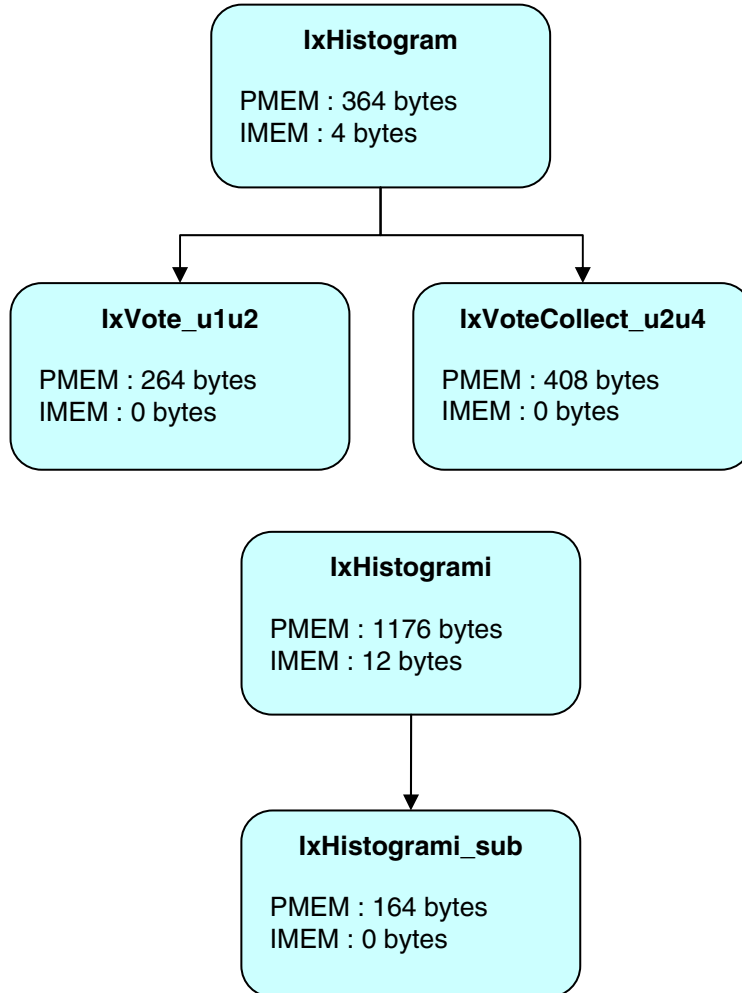 IxHistogram
PMEM : 364 bytes
IMEM : 4 bytes
IxVote_u1u2
PMEM : 264 bytes
IMEM : 0 bytes
IxVoteCollect_u2u4
PMEM : 408 bytes
IMEM : 0 bytes
IxHistogrami
PMEM : 1176 bytes
IMEM : 12 bytes
IxHistogrami_sub
PMEM : 164 bytes
IMEM : 0 bytes